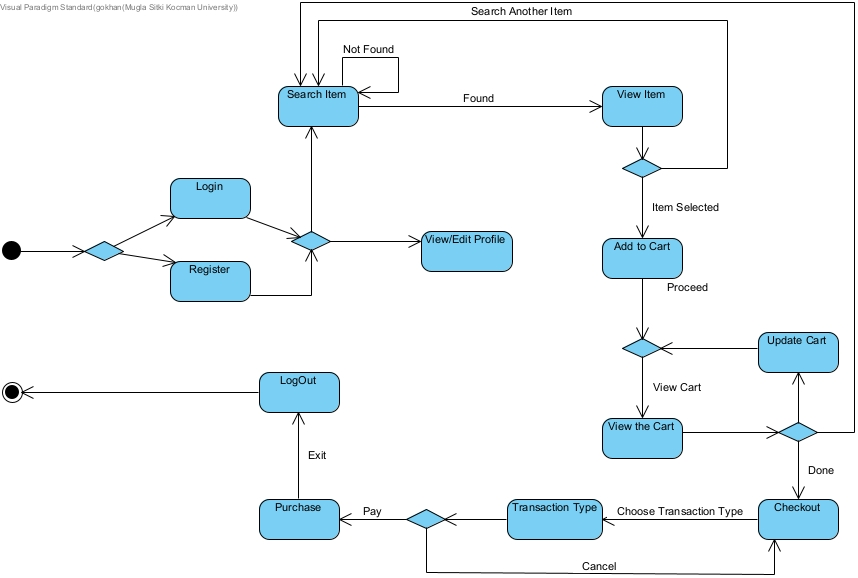 Visual Paradigm Standard(gokhan(Mugla Sitki Kocman University))
Search Another Item
Not Found
Search Item
Found
View Item
Login
Item Selected
View/Edit Profile
Add to Cart
Register
Proceed
Update Cart
LogOut
View Cart
View the Cart
Exit
Done
Purchase
Pay
Transaction Type
Choose Transaction Type
Checkout
Cancel